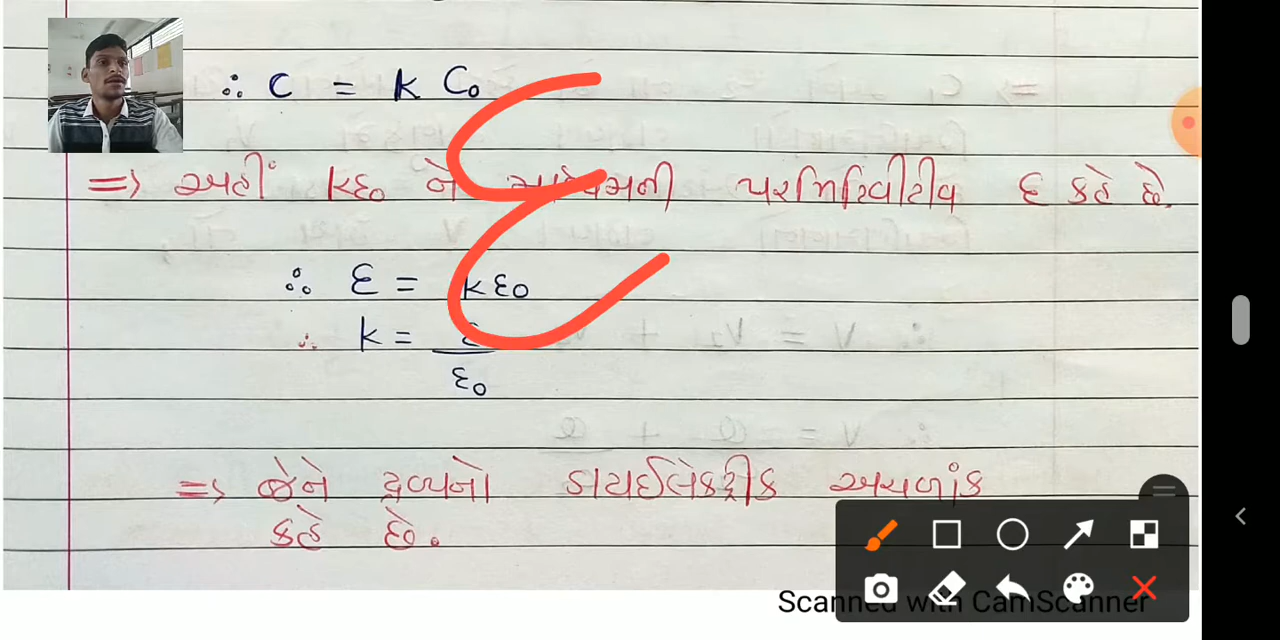 ∴ C = K C₀
=> અહીં Kε₀ ને માધ્યમની પરમિટિવીટીવ ε કહે છે.
∴ ε = Kε₀
∴ K = ε / ε₀
=> જેને દ્રવ્યનો ડાયઈલેક્ટ્રીક અચળાંક
કહે છે.
Scanned with CamScanner